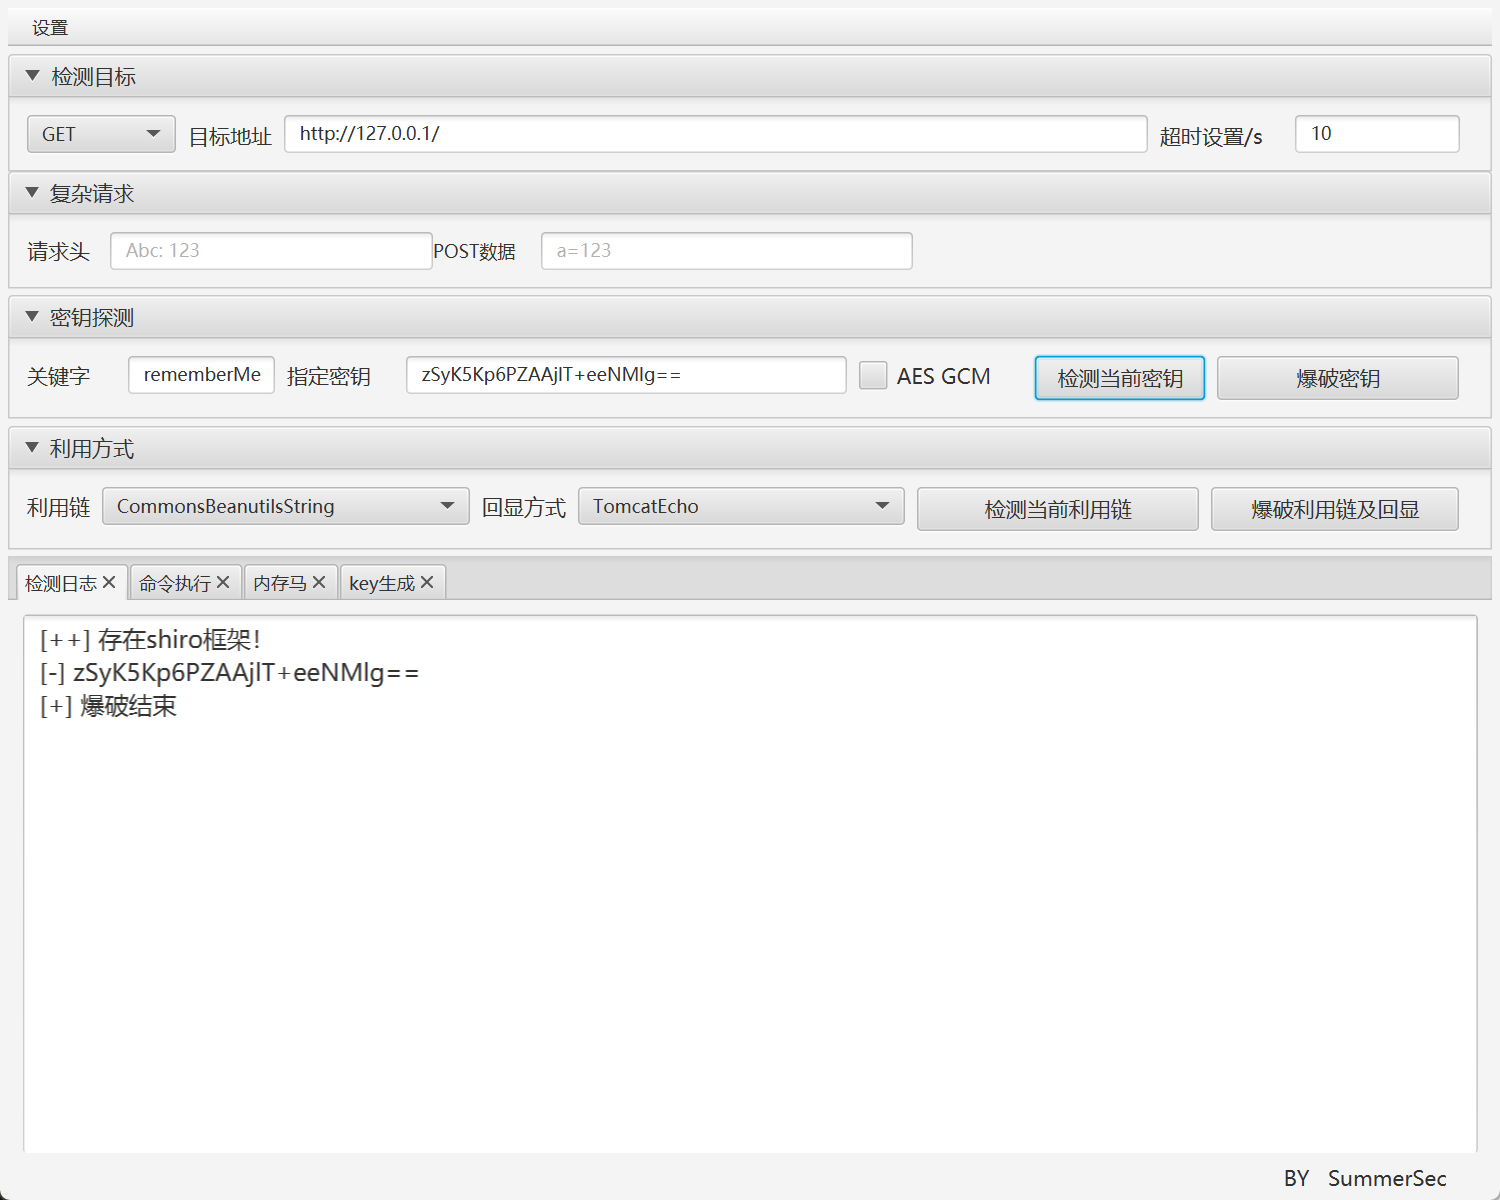 设置
检测目标
GET 目标地址 http://127.0.0.1/ 超时设置/s 10
复杂请求
请求头 Abc: 123 POST数据 a=123
密钥探测
关键字 rememberMe 指定密钥 zSyK5Kp6PZAAjlT+eeNMlg== AES GCM 检测当前密钥 爆破密钥
利用方式
利用链 CommonsBeanutilsString 回显方式 TomcatEcho 检测当前利用链 爆破利用链及回显
检测日志 命令执行 内存马 key生成
[++] 存在shiro框架!
[-] zSyK5Kp6PZAAjlT+eeNMlg==
[+] 爆破结束
BY SummerSec